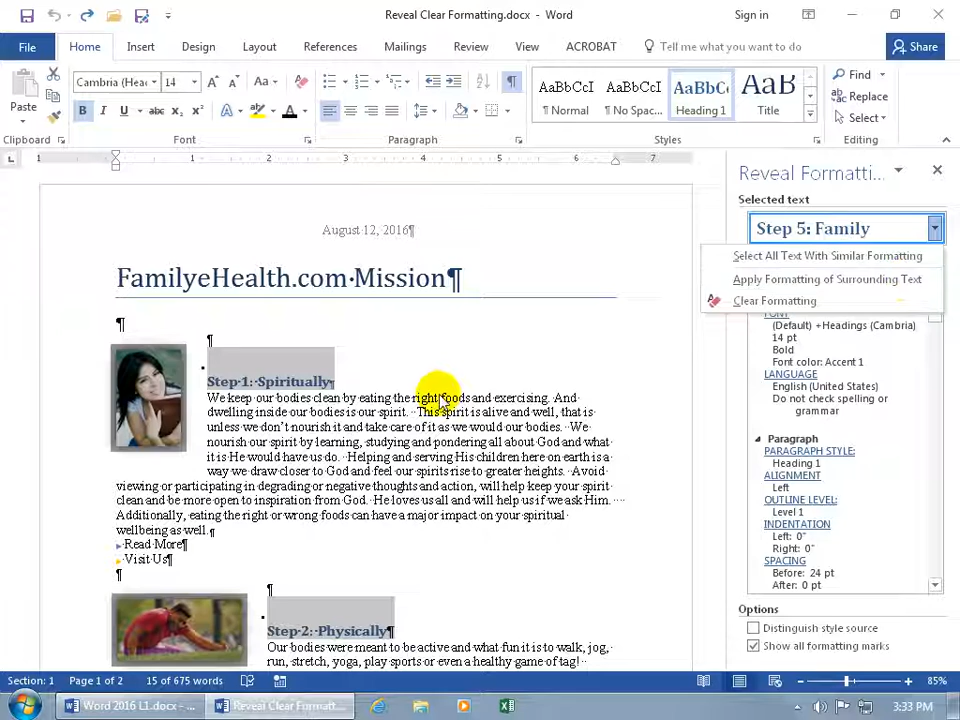 Reveal Clear Formatting.docx - Word
Sign in
File Home Insert Design Layout References Mailings Review View ACROBAT Tell me what you want to do Share
Cambria (Hea 14 Aa
Find
Paste
B I U abc X₂ X² A A
AaBbCcI AaBbCcI AaBbC AaB
Replace
¶ Normal ¶ No Spac... Heading 1 Title
Select
Clipboard Font Paragraph Styles Editing
1 1 2 3 4 5 6 7
August 12, 2016¶
FamilyeHealth.com·Mission¶
¶
¶
Step·1:·Spiritually¶
We keep our bodies clean by eating the right foods and exercising. And
dwelling inside our bodies is our spirit. This spirit is alive and well, that is
unless we don't nourish it and take care of it as we would our bodies. We
nourish our spirit by learning, studying and pondering all about God and what
it is He would have us do. Helping and serving His children here on earth is a
way we draw closer to God and feel our spirits rise to greater heights. Avoid
viewing or participating in degrading or negative thoughts and action, will help keep your spirit
clean and be more open to inspiration from God. He loves us all and will help us if we ask Him.
Additionally, eating the right or wrong foods can have a major impact on your spiritual
wellbeing as well.¶
Read More¶
Visit Us¶
¶
¶
Step·2:·Physically¶
Our bodies were meant to be active and what fun it is to walk, jog,
run, stretch, yoga, play sports or even a healthy game of tag!
Reveal Formatti...
Selected text
Step 5: Family
Select All Text With Similar Formatting
Apply Formatting of Surrounding Text
Clear Formatting
FONT
(Default) +Headings (Cambria)
14 pt
Bold
Font color: Accent 1
LANGUAGE
English (United States)
Do not check spelling or
grammar
Paragraph
PARAGRAPH STYLE:
Heading 1
ALIGNMENT
Left
OUTLINE LEVEL:
Level 1
INDENTATION
Left: 0"
Right: 0"
SPACING
Before: 24 pt
After: 0 pt
Options
Distinguish style source
Show all formatting marks
Section: 1 Page 1 of 2 15 of 675 words 85%
Word 2016 L1.docx -... Reveal Clear Formatt... 3:33 PM